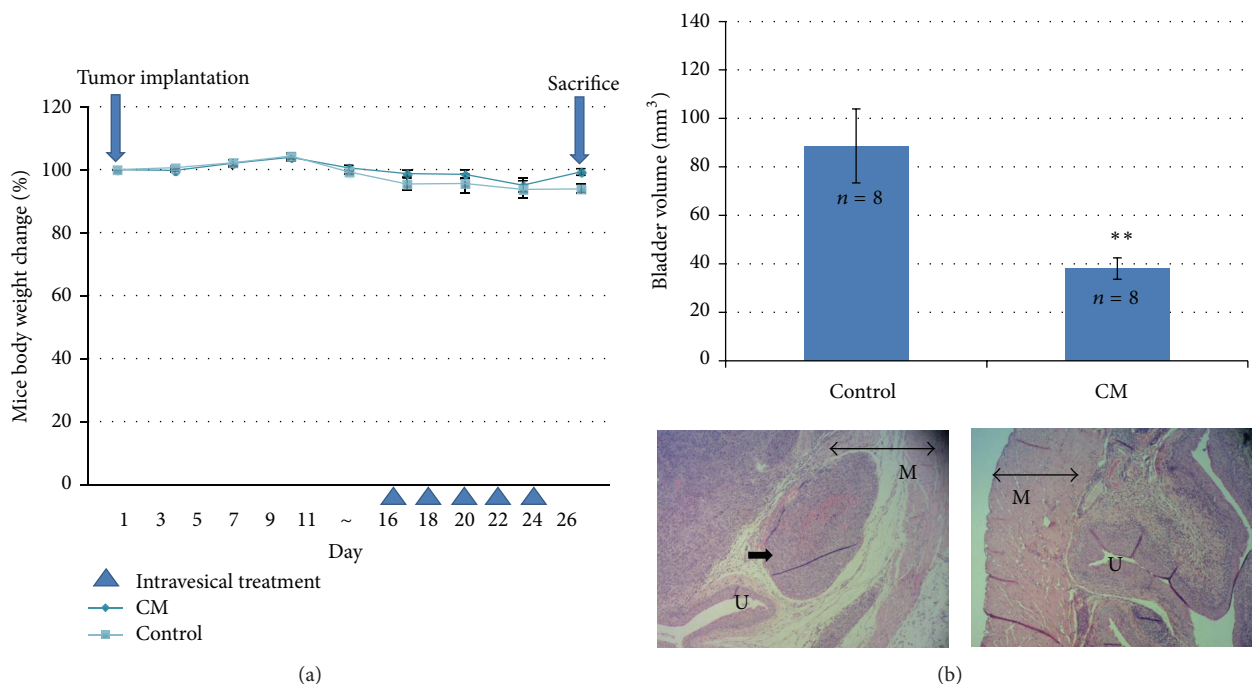 Tumor implantation
Sacrifice
Mice body weight change (%)
120
100
80
60
40
20
0
1 3 5 7 9 11 ~ 16 18 20 22 24 26
Day
Intravesical treatment
CM
Control
(a)
Bladder volume (mm³)
140
120
100
80
60
40
20
0
n = 8
**
n = 8
Control CM
M
U
M
U
(b)